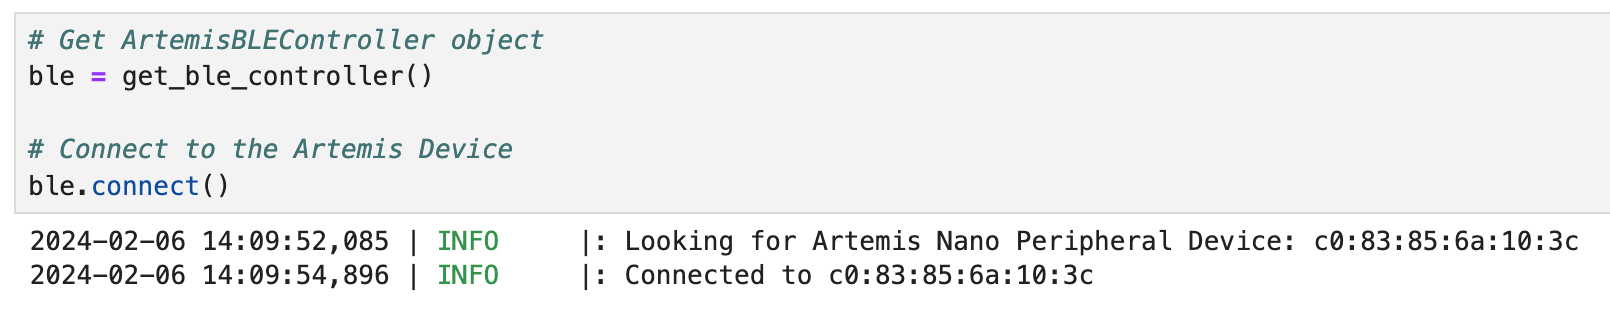 # Get ArtemisBLEController object
ble = get_ble_controller()
# Connect to the Artemis Device
ble.connect()
2024-02-06 14:09:52,085 | INFO     |: Looking for Artemis Nano Peripheral Device: c0:83:85:6a:10:3c
2024-02-06 14:09:54,896 | INFO     |: Connected to c0:83:85:6a:10:3c